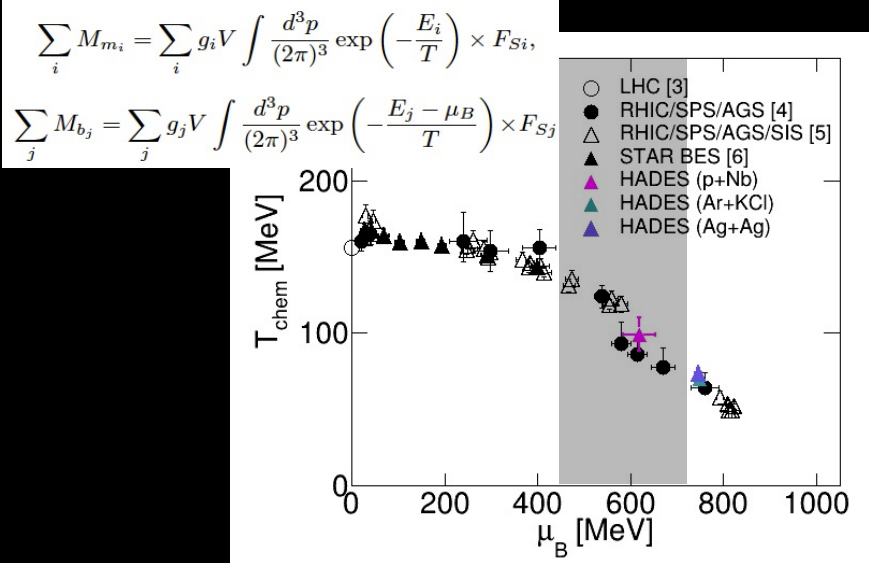 ∑_i M_{m_i} = ∑_i g_i V ∫ d³p/(2π)³ exp(−E_i/T) × F_{Si},
∑_j M_{b_j} = ∑_j g_j V ∫ d³p/(2π)³ exp(−(E_j − μ_B)/T) × F_{Sj}
LHC [3]
RHIC/SPS/AGS [4]
RHIC/SPS/AGS/SIS [5]
STAR BES [6]
HADES (p+Nb)
HADES (Ar+KCl)
HADES (Ag+Ag)
T_chem [MeV]
200
100
0
0 200 400 600 800 1000
μ_B [MeV]